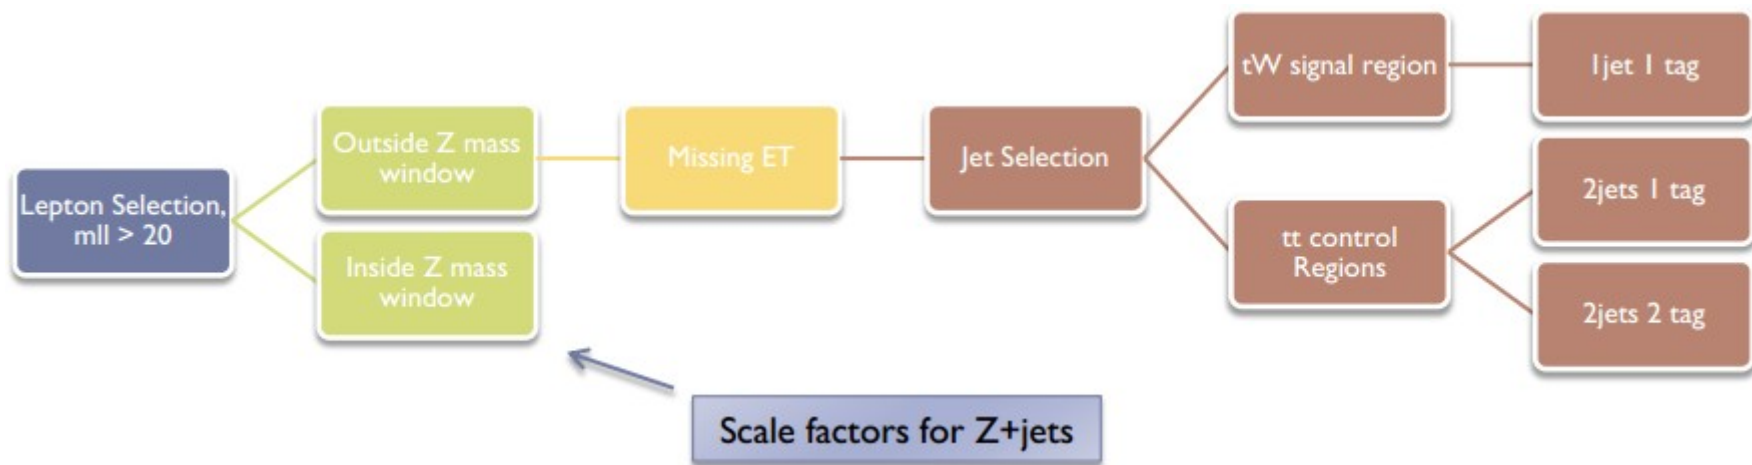 Lepton Selection,
mll > 20
Outside Z mass
window
Inside Z mass
window
Missing ET
Jet Selection
tW signal region
tt control
Regions
1jet 1 tag
2jets 1 tag
2jets 2 tag
Scale factors for Z+jets